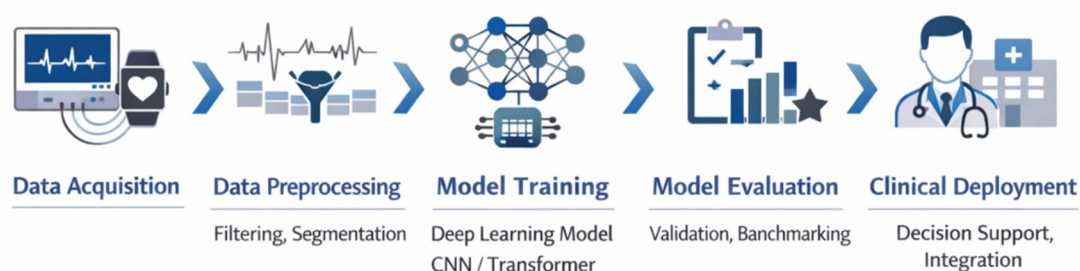 Data Acquisition
Data Preprocessing
Filtering, Segmentation
Model Training
Deep Learning Model
CNN / Transformer
Model Evaluation
Validation, Banchmarking
Clinical Deployment
Decision Support,
Integration